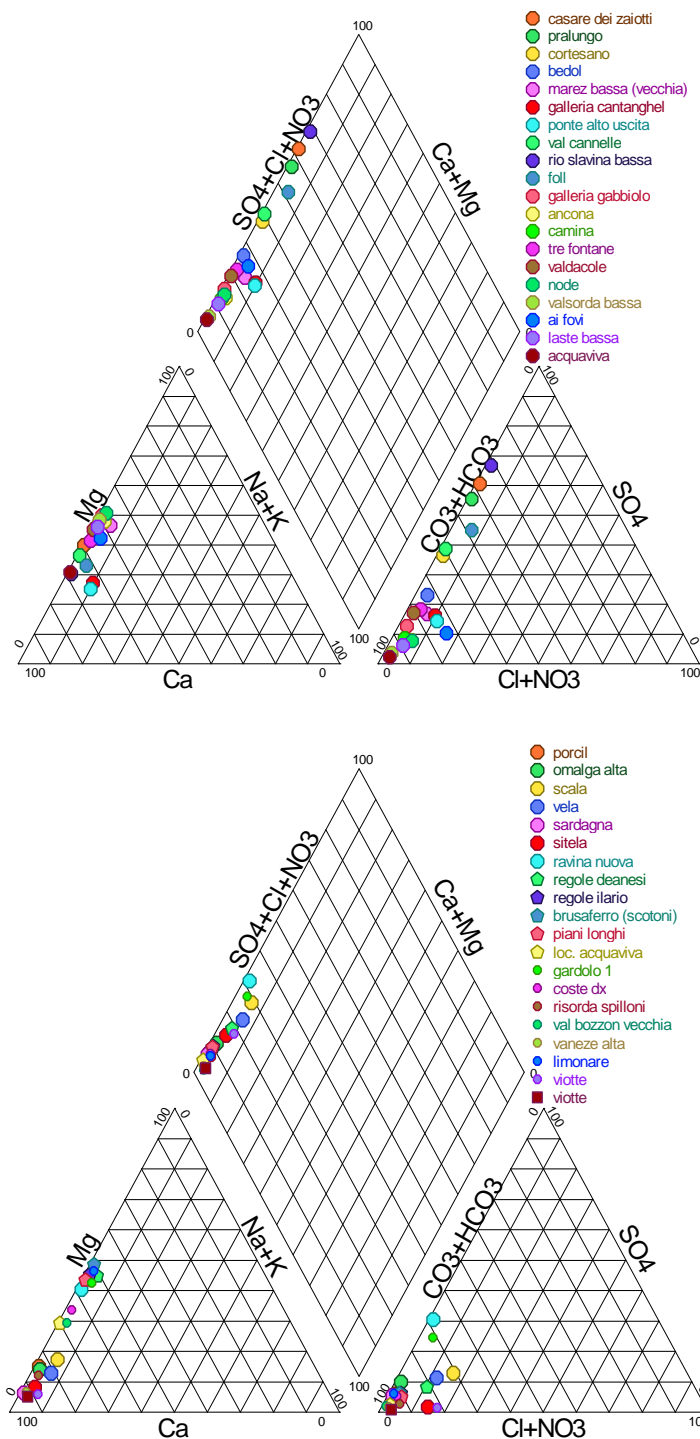 100
SO4+Cl+NO3
Ca+Mg
0
0
casare dei zaiotti
pralungo
cortesano
bedol
marez bassa (vecchia)
galleria cantanghel
ponte alto uscita
val cannelle
rio slavina bassa
foll
galleria gabbiolo
ancona
camina
tre fontane
valdacole
node
valsorda bassa
ai fovi
laste bassa
acquaviva
100
0
Mg
Na+K
0
100
100
Ca
0
0
100
CO3+HCO3
SO4
100
100
0
0
Cl+NO3
100
100
SO4+Cl+NO3
Ca+Mg
0
0
porcil
omalga alta
scala
vela
sardagna
sitela
ravina nuova
regole deanesi
regole ilario
brusaferro (scotoni)
piani longhi
loc. acquaviva
gardolo 1
coste dx
risorda spilloni
val bozzon vecchia
vaneze alta
limonare
viotte
viotte
100
0
Mg
Na+K
0
100
100
Ca
0
0
100
CO3+HCO3
SO4
100
100
0
0
Cl+NO3
100